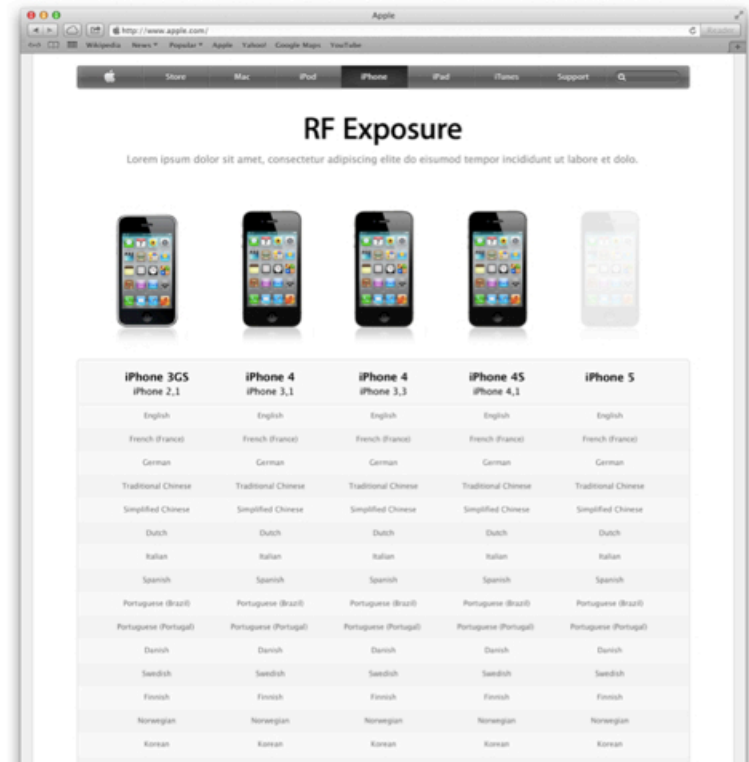 Apple
http://www.apple.com/
Reader
Wikipedia News Popular Apple Yahoo! Google Maps YouTube
Store Mac iPod iPhone iPad iTunes Support
RF Exposure
Lorem ipsum dolor sit amet, consectetur adipiscing elite do eisumod tempor incididunt ut labore et dolo.
iPhone 3GS iPhone 4 iPhone 4 iPhone 4S iPhone 5
iPhone 2,1 iPhone 3,1 iPhone 3,3 iPhone 4,1
English English English English English
French (France) French (France) French (France) French (France) French (France)
German German German German German
Traditional Chinese Traditional Chinese Traditional Chinese Traditional Chinese Traditional Chinese
Simplified Chinese Simplified Chinese Simplified Chinese Simplified Chinese Simplified Chinese
Dutch Dutch Dutch Dutch Dutch
Italian Italian Italian Italian Italian
Spanish Spanish Spanish Spanish Spanish
Portuguese (Brazil) Portuguese (Brazil) Portuguese (Brazil) Portuguese (Brazil) Portuguese (Brazil)
Portuguese (Portugal) Portuguese (Portugal) Portuguese (Portugal) Portuguese (Portugal) Portuguese (Portugal)
Danish Danish Danish Danish Danish
Swedish Swedish Swedish Swedish Swedish
Finnish Finnish Finnish Finnish Finnish
Norwegian Norwegian Norwegian Norwegian Norwegian
Korean Korean Korean Korean Korean